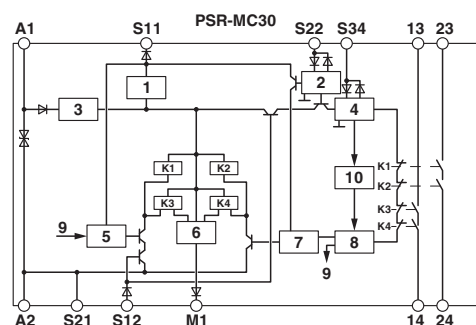 PSR-MC30
A1 S11 S22 S34 13 23
2
1
3 4
K1 K2 K1
10
K2
K3 K4 K3
9 5 6 7 8 K4
9
A2 S21 S12 M1 14 24